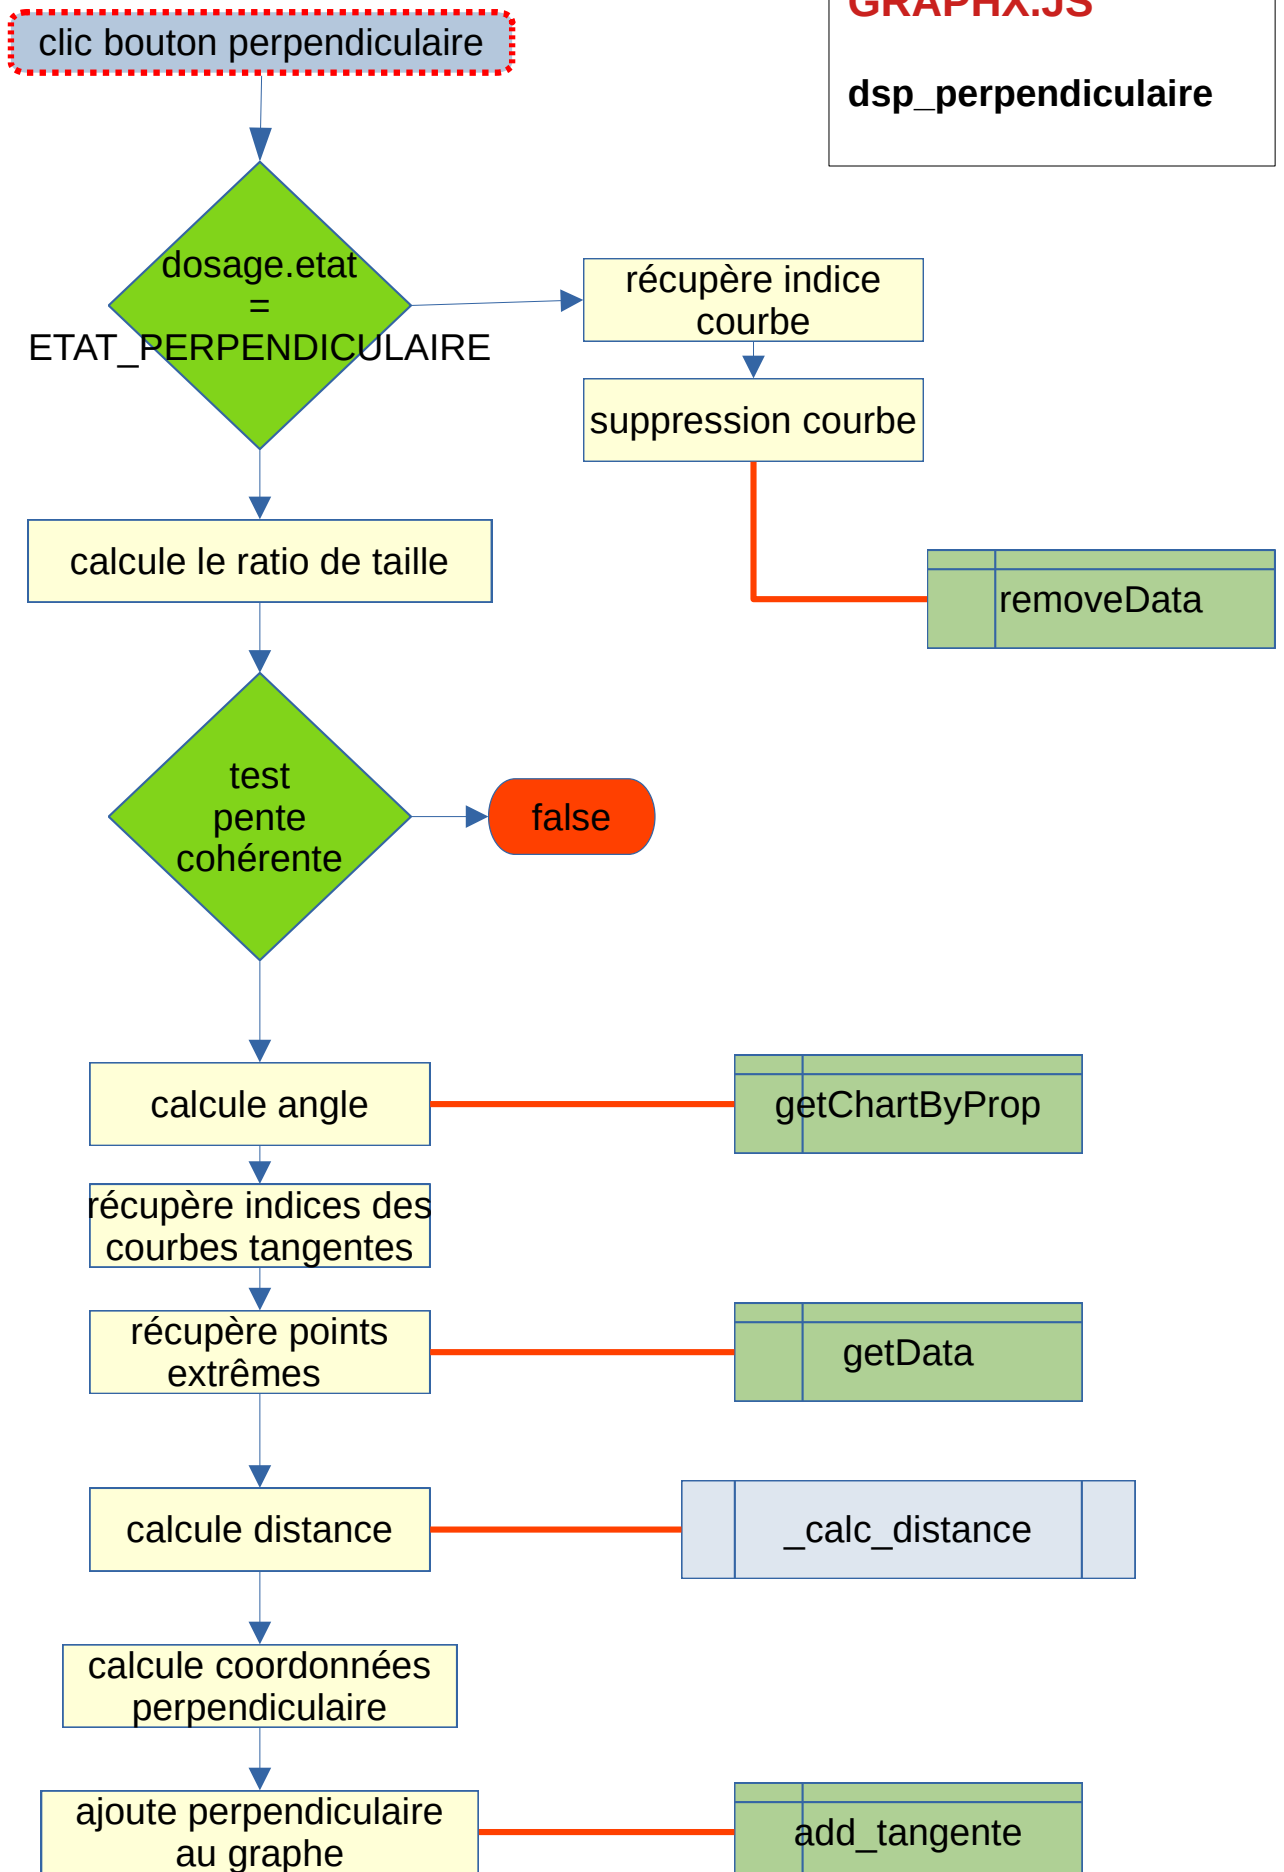 GRAPHX.JS
clic bouton perpendiculaire
dsp_perpendiculaire
dosage.etat
=
ETAT_PERPENDICULAIRE
récupère indice
courbe
suppression courbe
calcule le ratio de taille
removeData
test
pente
cohérente
false
calcule angle
getChartByProp
récupère indices des
courbes tangentes
récupère points
extrêmes
getData
calcule distance
_calc_distance
calcule coordonnées
perpendiculaire
ajoute perpendiculaire
au graphe
add_tangente